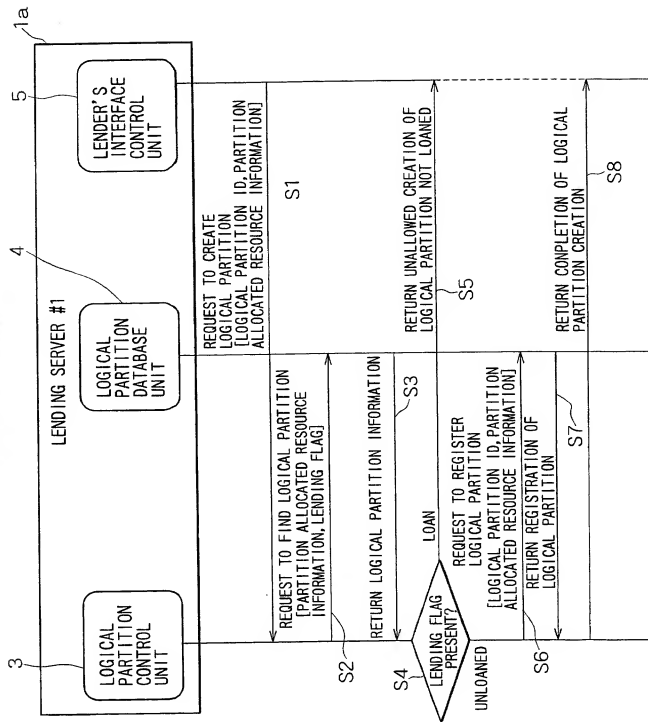 1a
LENDING SERVER #1
3
LOGICAL
PARTITION
CONTROL
UNIT
4
LOGICAL
PARTITION
DATABASE
UNIT
5
LENDER'S
INTERFACE
CONTROL
UNIT
REQUEST TO CREATE
LOGICAL PARTITION
[LOGICAL PARTITION ID,PARTITION
ALLOCATED RESOURCE INFORMATION]
S1
REQUEST TO FIND LOGICAL PARTITION
[PARTITION ALLOCATED RESOURCE
INFORMATION,LENDING FLAG]
S2
RETURN LOGICAL PARTITION INFORMATION
S3
S4
LENDING FLAG
PRESENT?
LOAN
UNLOANED
RETURN UNALLOWED CREATION OF
LOGICAL PARTITION NOT LOANED
S5
REQUEST TO REGISTER
LOGICAL PARTITION
[LOGICAL PARTITION ID,PARTITION
ALLOCATED RESOURCE INFORMATION]
S6
RETURN REGISTRATION OF
LOGICAL PARTITION
S7
RETURN CONPLETION OF LOGICAL
PARTITION CREATION
S8